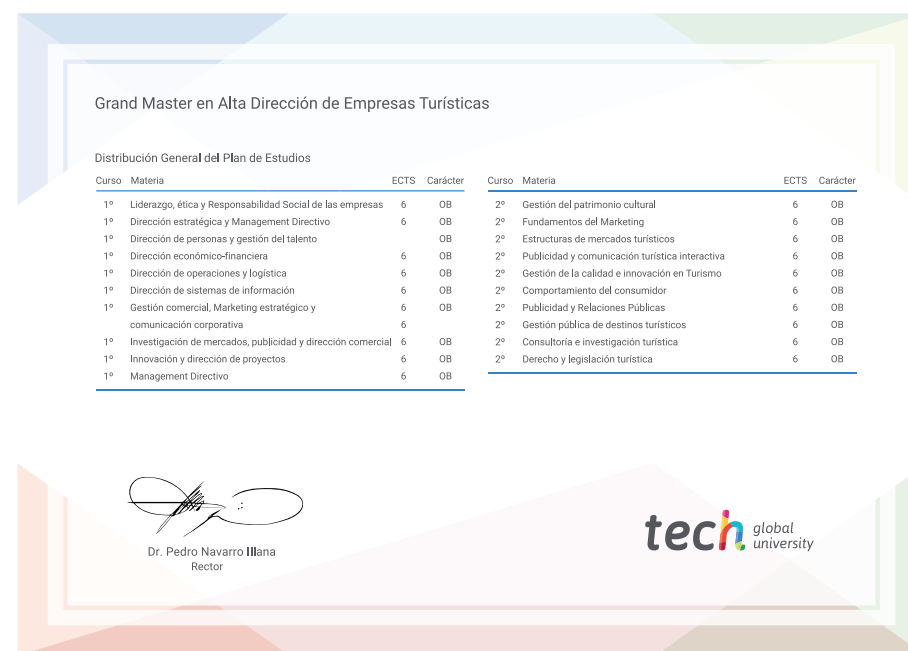 Grand Master en Alta Dirección de Empresas Turísticas
Distribución General del Plan de Estudios
Curso Materia ECTS Carácter
1º Liderazgo, ética y Responsabilidad Social de las empresas 6 OB
1º Dirección estratégica y Management Directivo 6 OB
1º Dirección de personas y gestión del talento OB
1º Dirección económico-financiera 6 OB
1º Dirección de operaciones y logística 6 OB
1º Dirección de sistemas de información 6 OB
1º Gestión comercial, Marketing estratégico y 6 OB
comunicación corporativa 6
1º Investigación de mercados, publicidad y dirección comercial 6 OB
1º Innovación y dirección de proyectos 6 OB
1º Management Directivo 6 OB
Curso Materia ECTS Carácter
2º Gestión del patrimonio cultural 6 OB
2º Fundamentos del Marketing 6 OB
2º Estructuras de mercados turísticos 6 OB
2º Publicidad y comunicación turística interactiva 6 OB
2º Gestión de la calidad e innovación en Turismo 6 OB
2º Comportamiento del consumidor 6 OB
2º Publicidad y Relaciones Públicas 6 OB
2º Gestión pública de destinos turísticos 6 OB
2º Consultoría e investigación turística 6 OB
2º Derecho y legislación turística 6 OB
Dr. Pedro Navarro Illana
Rector
tech global
university